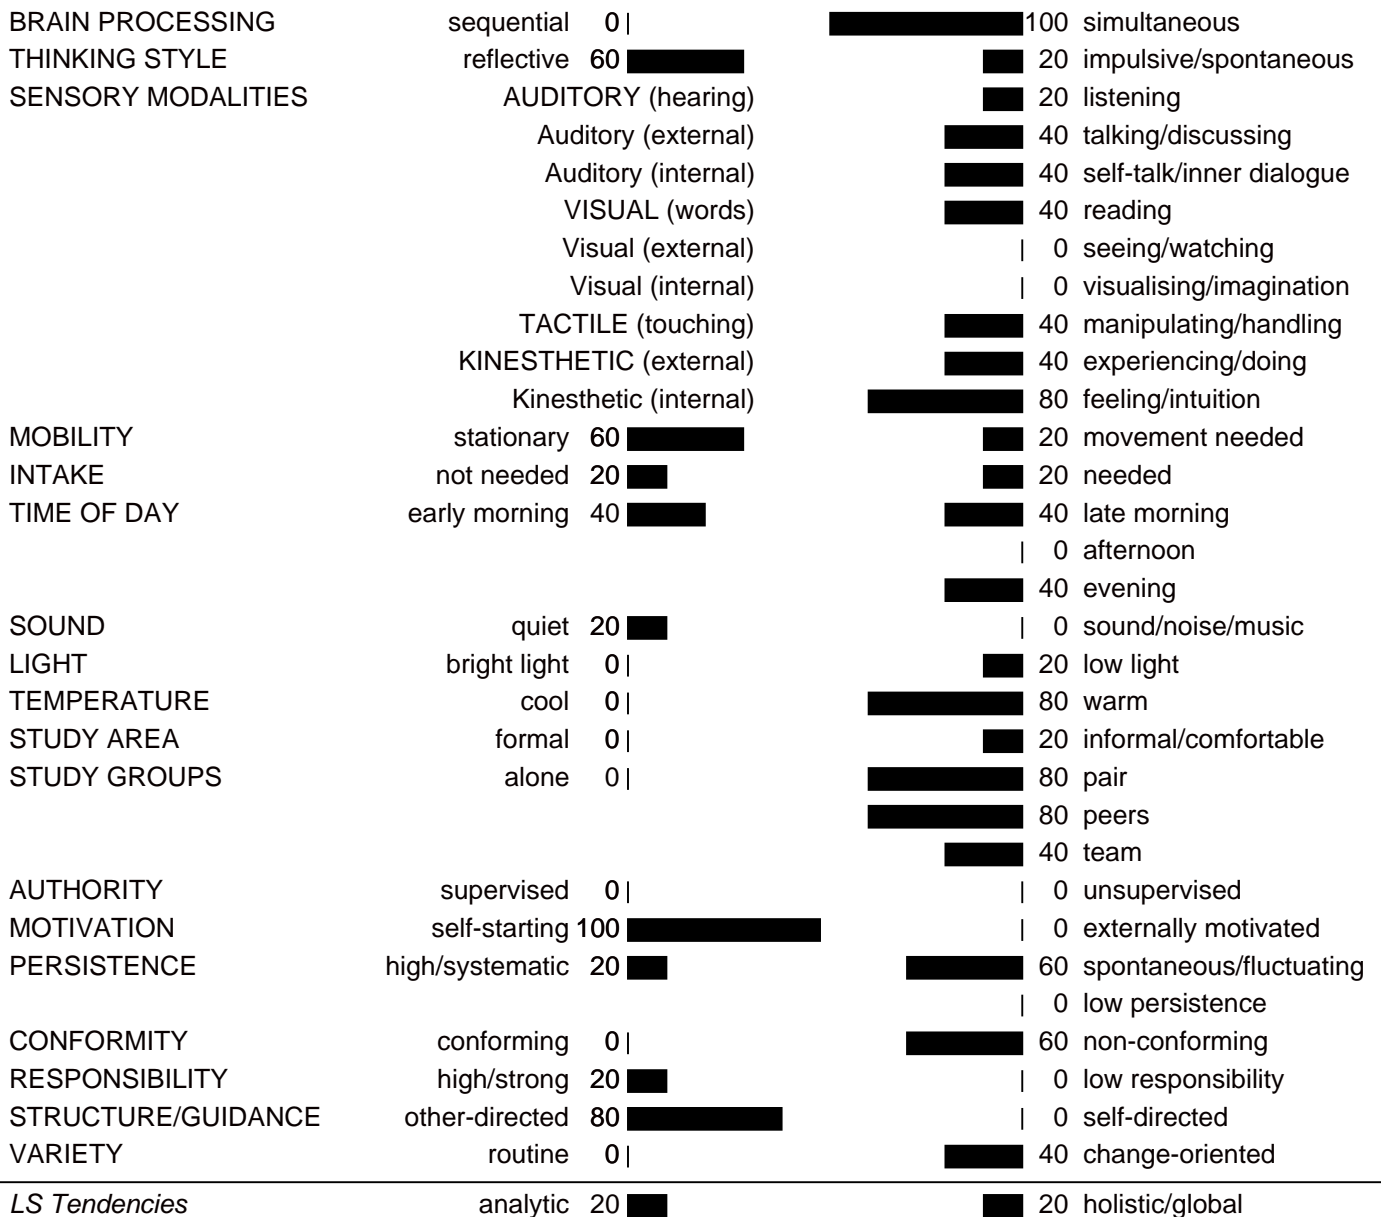 BRAIN PROCESSING sequential 0 100 simultaneous
THINKING STYLE reflective 60 20 impulsive/spontaneous
SENSORY MODALITIES AUDITORY (hearing) 20 listening
Auditory (external) 40 talking/discussing
Auditory (internal) 40 self-talk/inner dialogue
VISUAL (words) 40 reading
Visual (external) 0 seeing/watching
Visual (internal) 0 visualising/imagination
TACTILE (touching) 40 manipulating/handling
KINESTHETIC (external) 40 experiencing/doing
Kinesthetic (internal) 80 feeling/intuition
MOBILITY stationary 60 20 movement needed
INTAKE not needed 20 20 needed
TIME OF DAY early morning 40 40 late morning
0 afternoon
40 evening
SOUND quiet 20 0 sound/noise/music
LIGHT bright light 0 20 low light
TEMPERATURE cool 0 80 warm
STUDY AREA formal 0 20 informal/comfortable
STUDY GROUPS alone 0 80 pair
80 peers
40 team
AUTHORITY supervised 0 0 unsupervised
MOTIVATION self-starting 100 0 externally motivated
PERSISTENCE high/systematic 20 60 spontaneous/fluctuating
0 low persistence
CONFORMITY conforming 0 60 non-conforming
RESPONSIBILITY high/strong 20 0 low responsibility
STRUCTURE/GUIDANCE other-directed 80 0 self-directed
VARIETY routine 0 40 change-oriented
LS Tendencies analytic 20 20 holistic/global